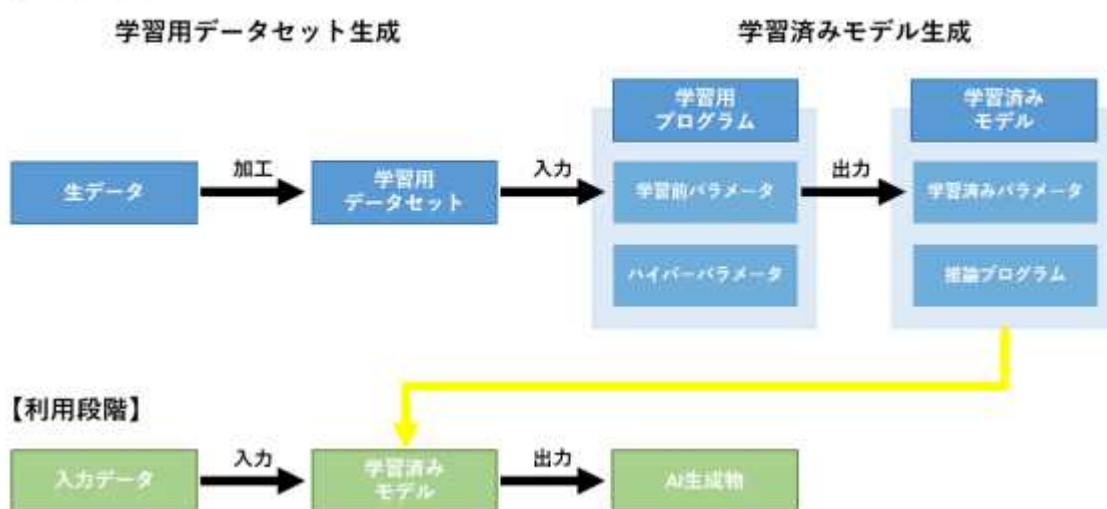 学習用データセット生成
学習済みモデル生成
学習用
プログラム
学習済み
モデル
生データ
加工
学習用
データセット
入力
学習前パラメータ
出力
学習済みパラメータ
ハイパーパラメータ
推論プログラム
【利用段階】
入力データ
入力
学習済み
モデル
出力
AI生成物